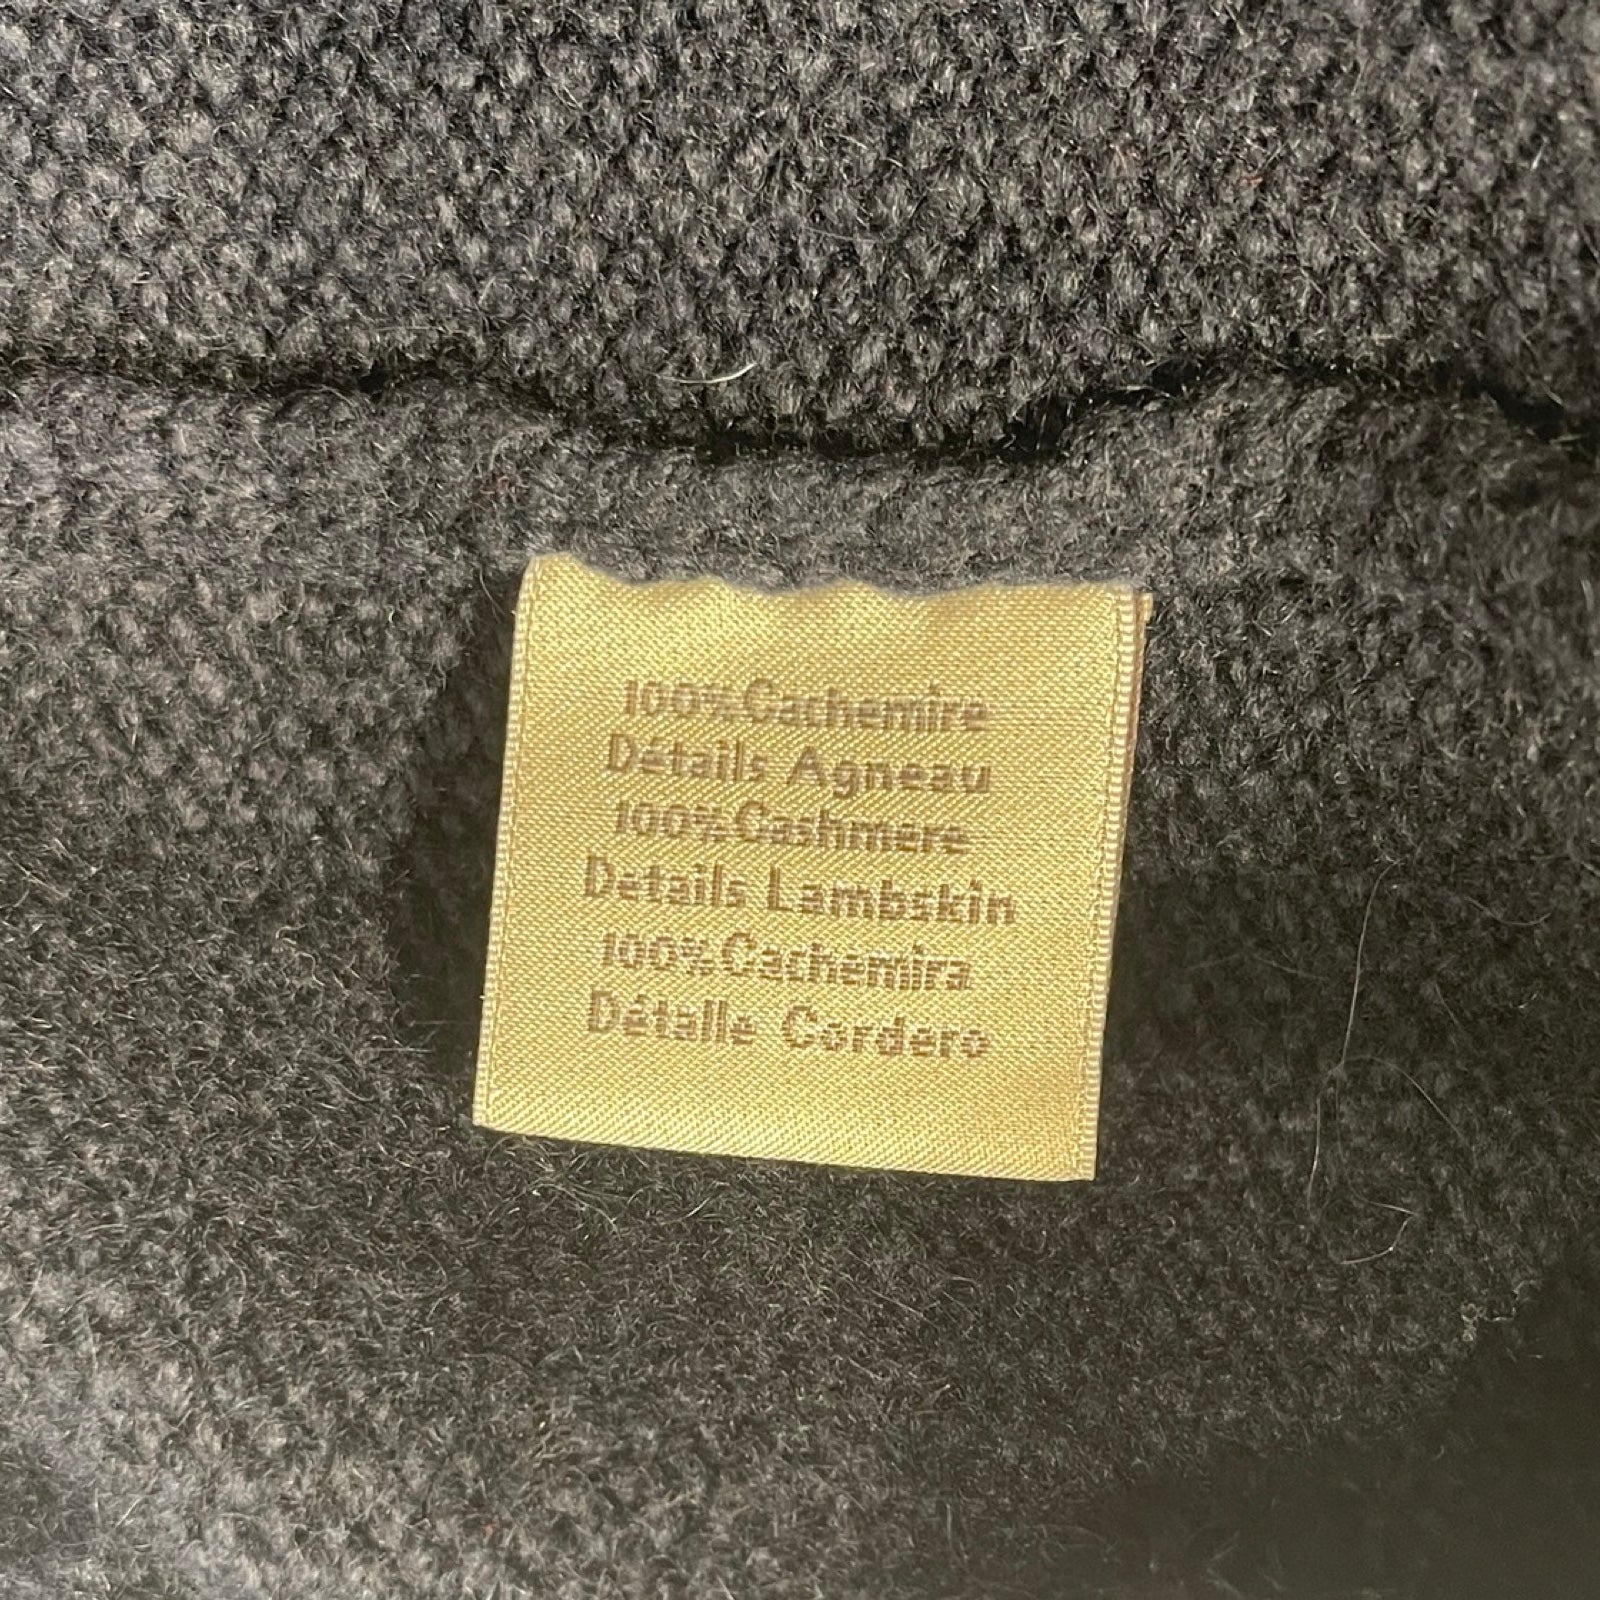 100%Cachemire
Détails Agneau
100%Cashmere
Details Lambskin
100%Cachemira
Détalle Cordero